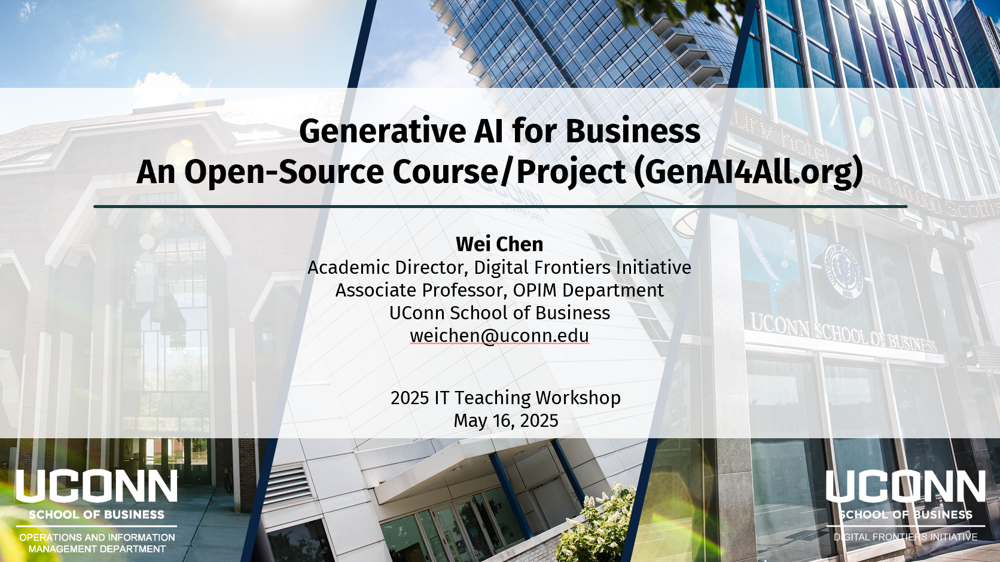 Generative AI for Business
An Open-Source Course/Project (GenAI4All.org)
Wei Chen
Academic Director, Digital Frontiers Initiative
Associate Professor, OPIM Department
UConn School of Business
weichen@uconn.edu
2025 IT Teaching Workshop
May 16, 2025
UCONN
STAMFORD
UCONN SCHOOL OF BUSINESS
UCONN
SCHOOL OF BUSINESS
OPERATIONS AND INFORMATION
MANAGEMENT DEPARTMENT
UCONN
SCHOOL OF BUSINESS
DIGITAL FRONTIERS INITIATIVE